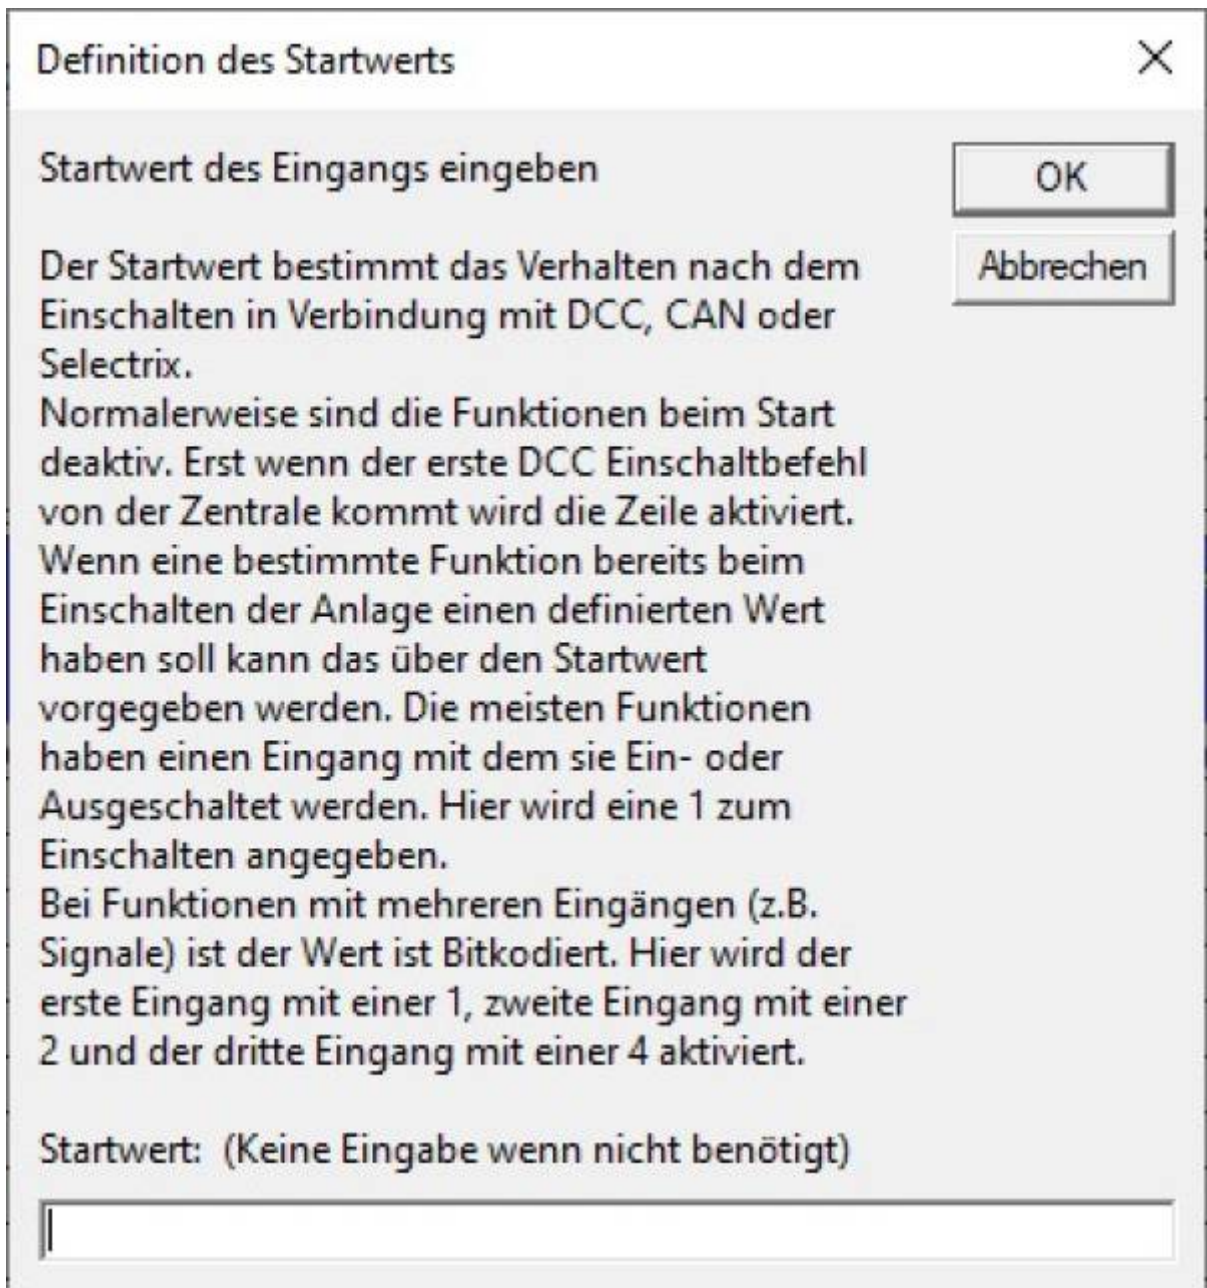 Definition des Startwerts
Startwert des Eingangs eingeben
OK
Abbrechen
Der Startwert bestimmt das Verhalten nach dem
Einschalten in Verbindung mit DCC, CAN oder
Selectrix.
Normalerweise sind die Funktionen beim Start
deaktiv. Erst wenn der erste DCC Einschaltbefehl
von der Zentrale kommt wird die Zeile aktiviert.
Wenn eine bestimmte Funktion bereits beim
Einschalten der Anlage einen definierten Wert
haben soll kann das über den Startwert
vorgegeben werden. Die meisten Funktionen
haben einen Eingang mit dem sie Ein- oder
Ausgeschaltet werden. Hier wird eine 1 zum
Einschalten angegeben.
Bei Funktionen mit mehreren Eingängen (z.B.
Signale) ist der Wert ist Bitkodiert. Hier wird der
erste Eingang mit einer 1, zweite Eingang mit einer
2 und der dritte Eingang mit einer 4 aktiviert.
Startwert:  (Keine Eingabe wenn nicht benötigt)